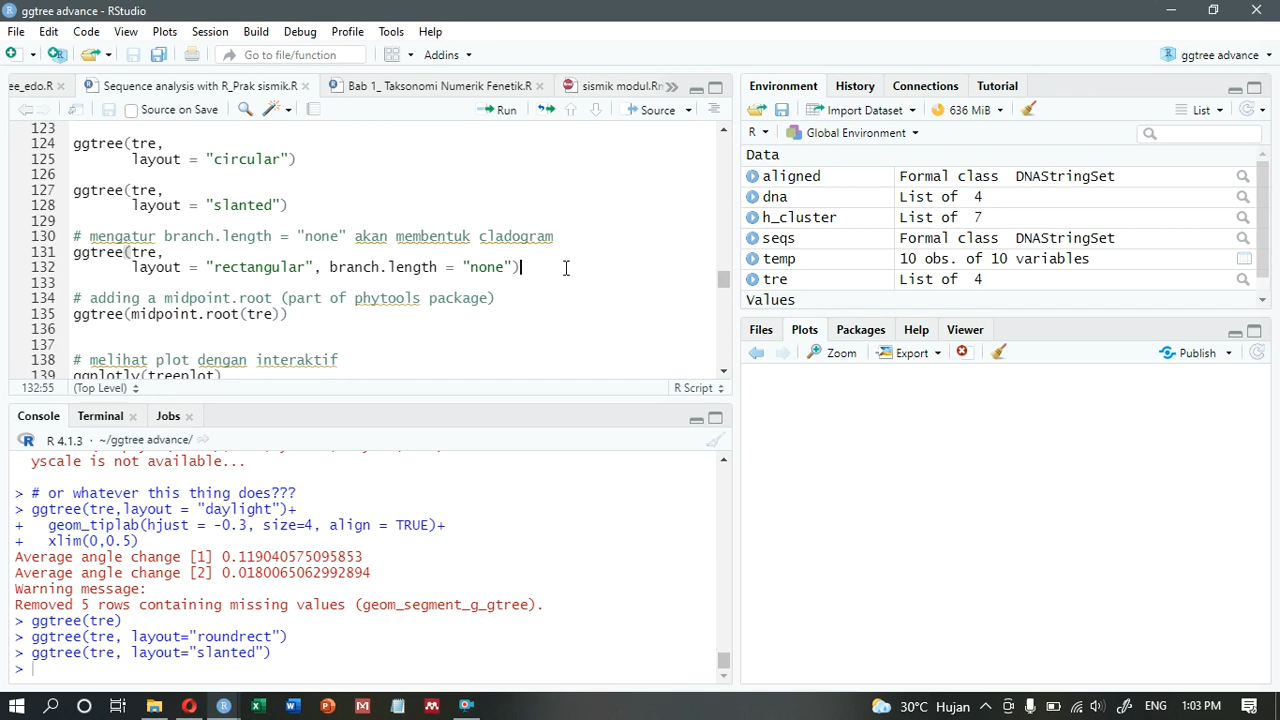 ggtree advance - RStudio
File Edit Code View Plots Session Build Debug Profile Tools Help
Go to file/function Addins ggtree advance
ee_edo.R Sequence analysis with R_Prak sismik.R Bab 1_ Taksonomi Numerik Fenetik.R sismik modul.Rm
Source on Save Run Source
123
124 ggtree(tre,
125 layout = "circular")
126
127 ggtree(tre,
128 layout = "slanted")
129
130 # mengatur branch.length = "none" akan membentuk cladogram
131 ggtree(tre,
132 layout = "rectangular", branch.length = "none")
133
134 # adding a midpoint.root (part of phytools package)
135 ggtree(midpoint.root(tre))
136
137
138 # melihat plot dengan interaktif
139 ggplotly(treeplot)
132:55 (Top Level) R Script
Console Terminal Jobs
R 4.1.3 · ~/ggtree advance/
yscale is not available...
> # or whatever this thing does???
> ggtree(tre,layout = "daylight")+
+ geom_tiplab(hjust = -0.3, size=4, align = TRUE)+
+ xlim(0,0.5)
Average angle change [1] 0.119040575095853
Average angle change [2] 0.0180065062992894
Warning message:
Removed 5 rows containing missing values (geom_segment_g_gtree).
> ggtree(tre)
> ggtree(tre, layout="roundrect")
> ggtree(tre, layout="slanted")
>
Environment History Connections Tutorial
Import Dataset 636 MiB List
R Global Environment
Data
aligned Formal class DNAStringSet
dna List of 4
h_cluster List of 7
seqs Formal class DNAStringSet
temp 10 obs. of 10 variables
tre List of 4
Values
Files Plots Packages Help Viewer
Zoom Export Publish
30°C Hujan ENG 1:03 PM